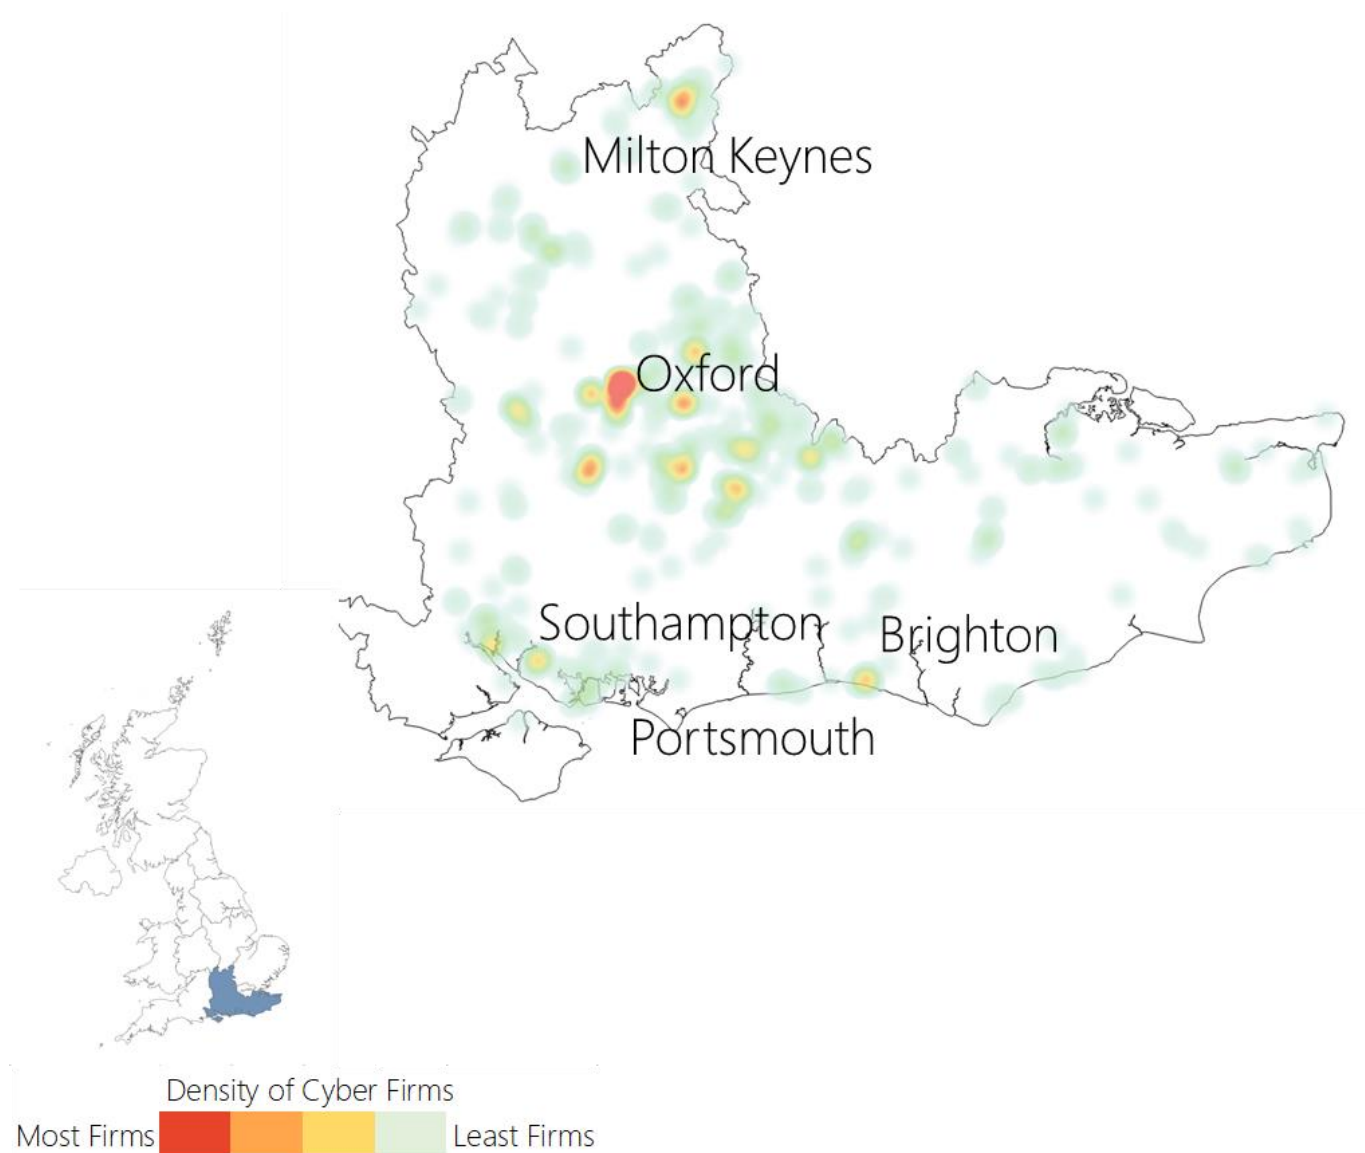 Milton Keynes
Oxford
Southampton
Brighton
Portsmouth
Density of Cyber Firms
Most Firms
Least Firms